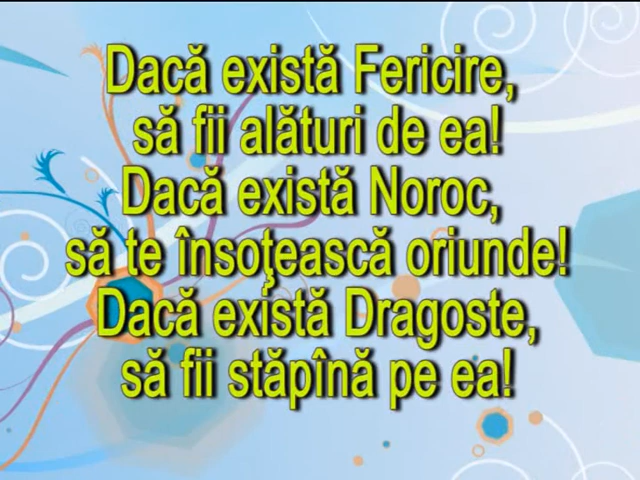 Dacă există Fericire,
să fii alături de ea!
Dacă există Noroc,
să te însoţească oriunde!
Dacă există Dragoste,
să fii stăpînă pe ea!